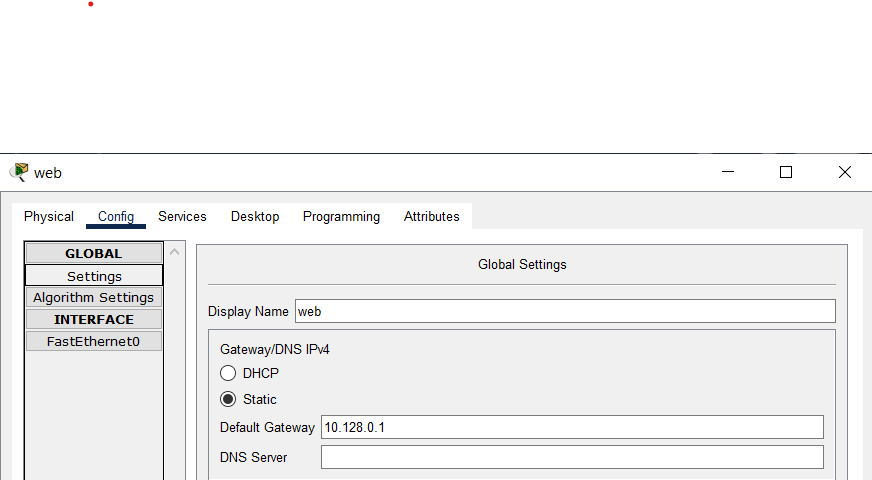 web
Physical Config Services Desktop Programming Attributes
GLOBAL
Settings
Algorithm Settings
INTERFACE
FastEthernet0
Global Settings
Display Name web
Gateway/DNS IPv4
DHCP
Static
Default Gateway 10.128.0.1
DNS Server